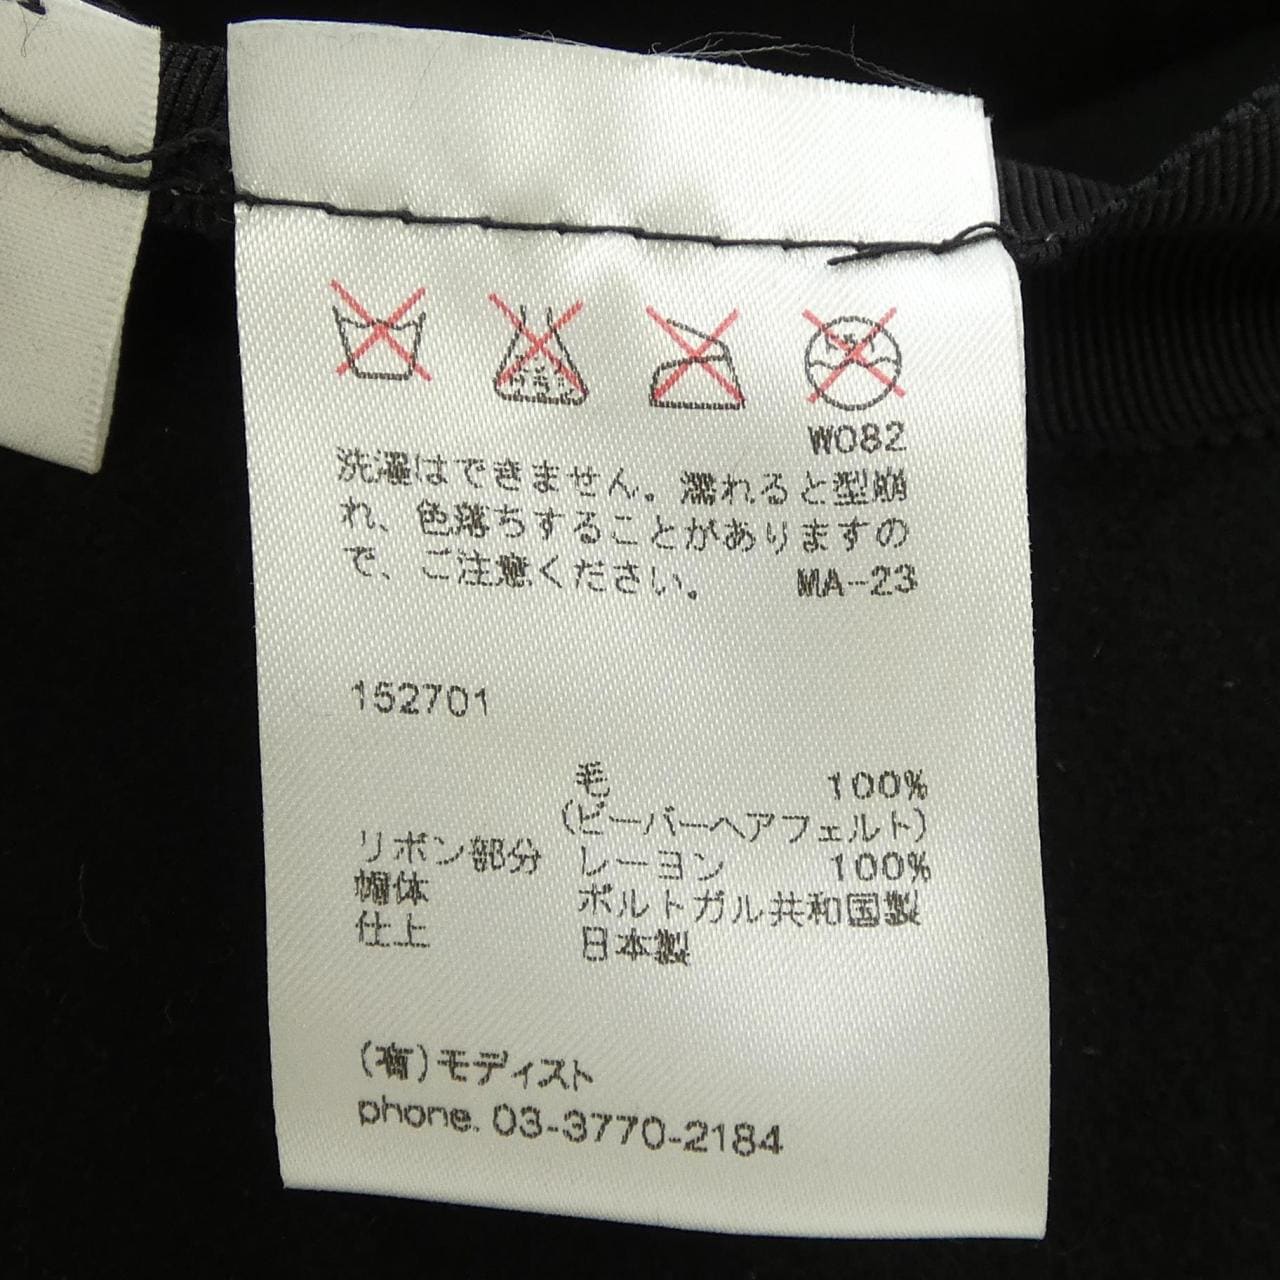 W082
洗濯はできません。濡れると型崩
れ、色落ちすることがありますの
で、ご注意ください。 MA-23
152701
毛 100%
(ビーバーヘアフェルト)
リボン部分 レーヨン 100%
帽体 ポルトガル共和国製
仕上 日本製
(有)モディスト
phone. 03-3770-2184